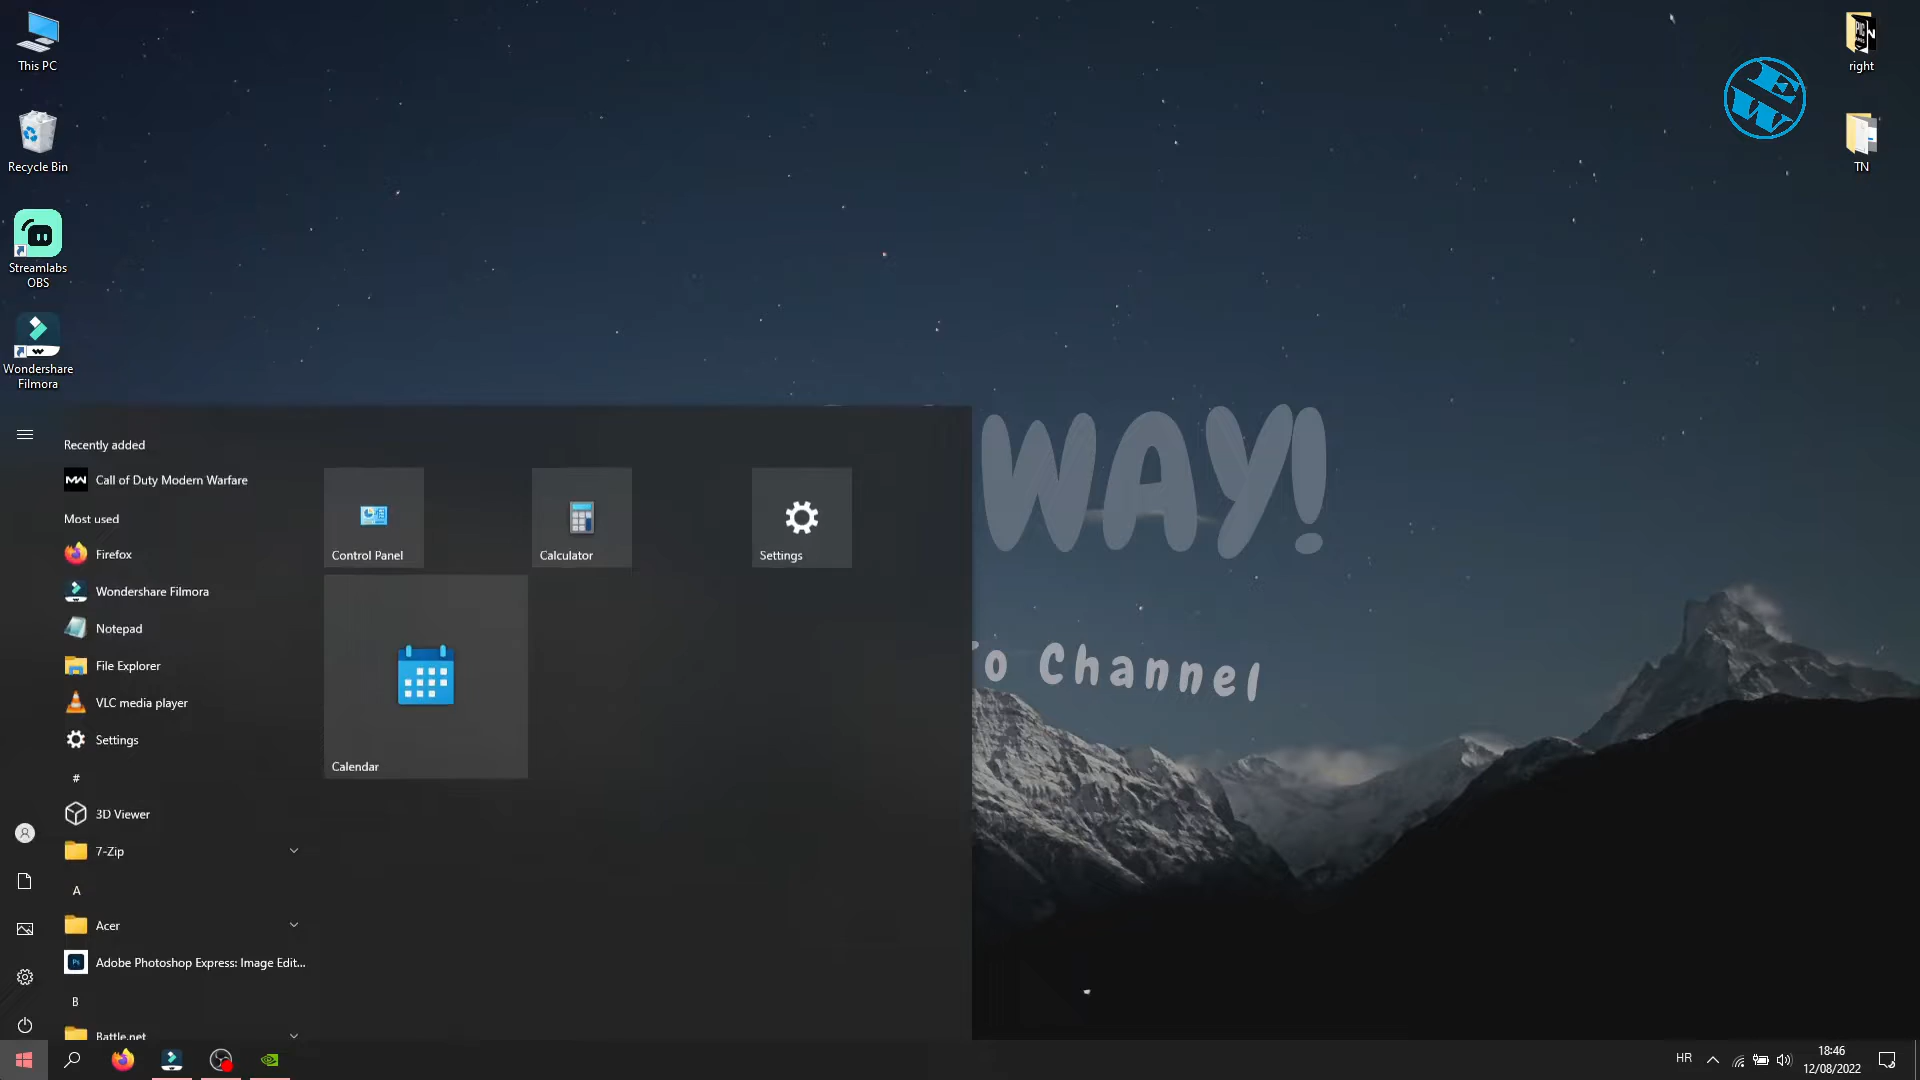 This PC
Recycle Bin
Streamlabs
OBS
Wondershare
Filmora
right
TN
WAY!
To Channel
Recently added
Call of Duty Modern Warfare
Most used
Firefox
Wondershare Filmora
Notepad
File Explorer
VLC media player
Settings
#
3D Viewer
7-Zip
A
Acer
Adobe Photoshop Express: Image Edit...
B
Battle.net
Control Panel
Calculator
Settings
Calendar
HR
18:46
12/08/2022